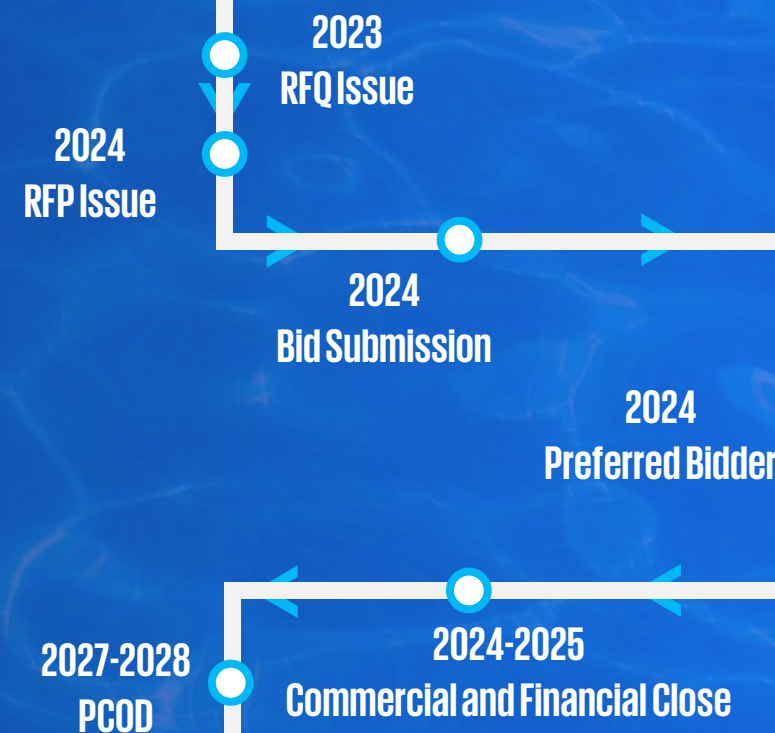 2023
RFQ Issue
2024
RFP Issue
2024
Bid Submission
2024
Preferred Bidder
2024-2025
Commercial and Financial Close
2027-2028
PCOD